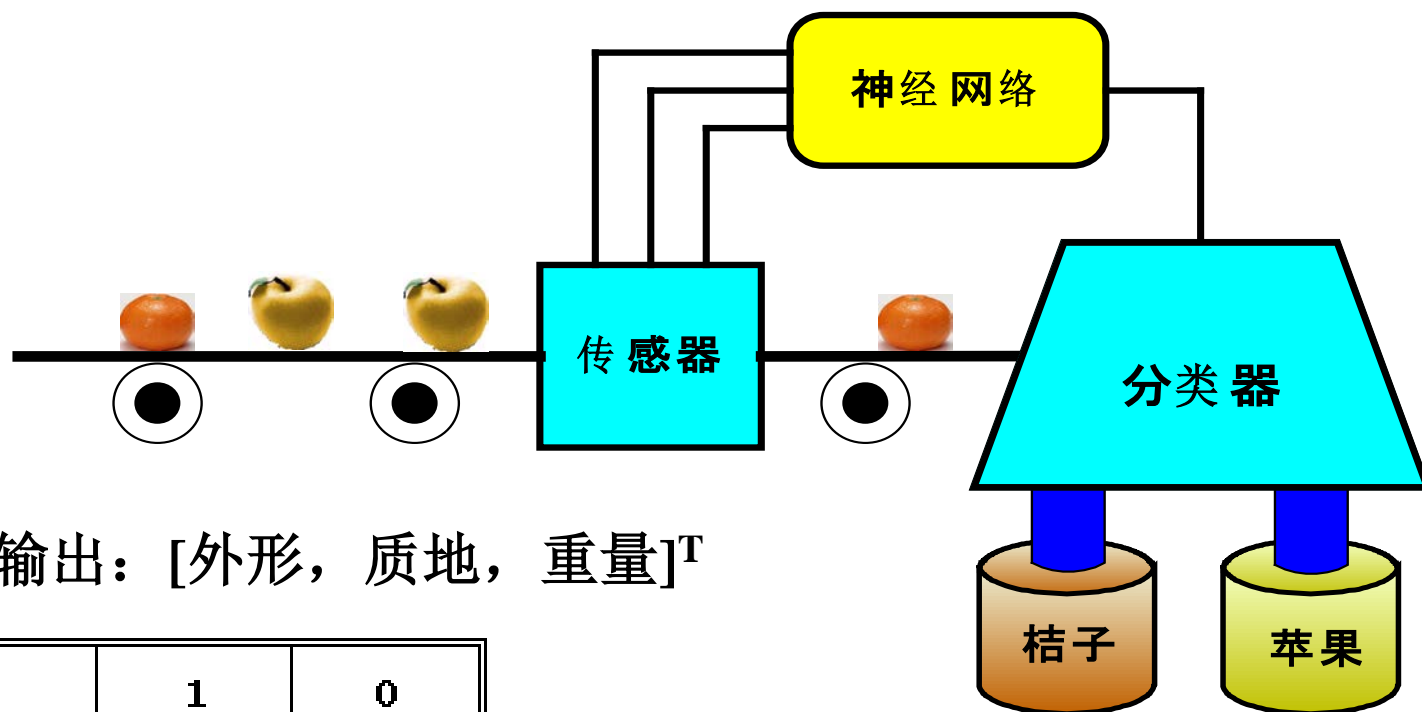 神经网络
传感器
分类器
输出：[外形，质地，重量]ᵀ
桔子
苹果
1 0